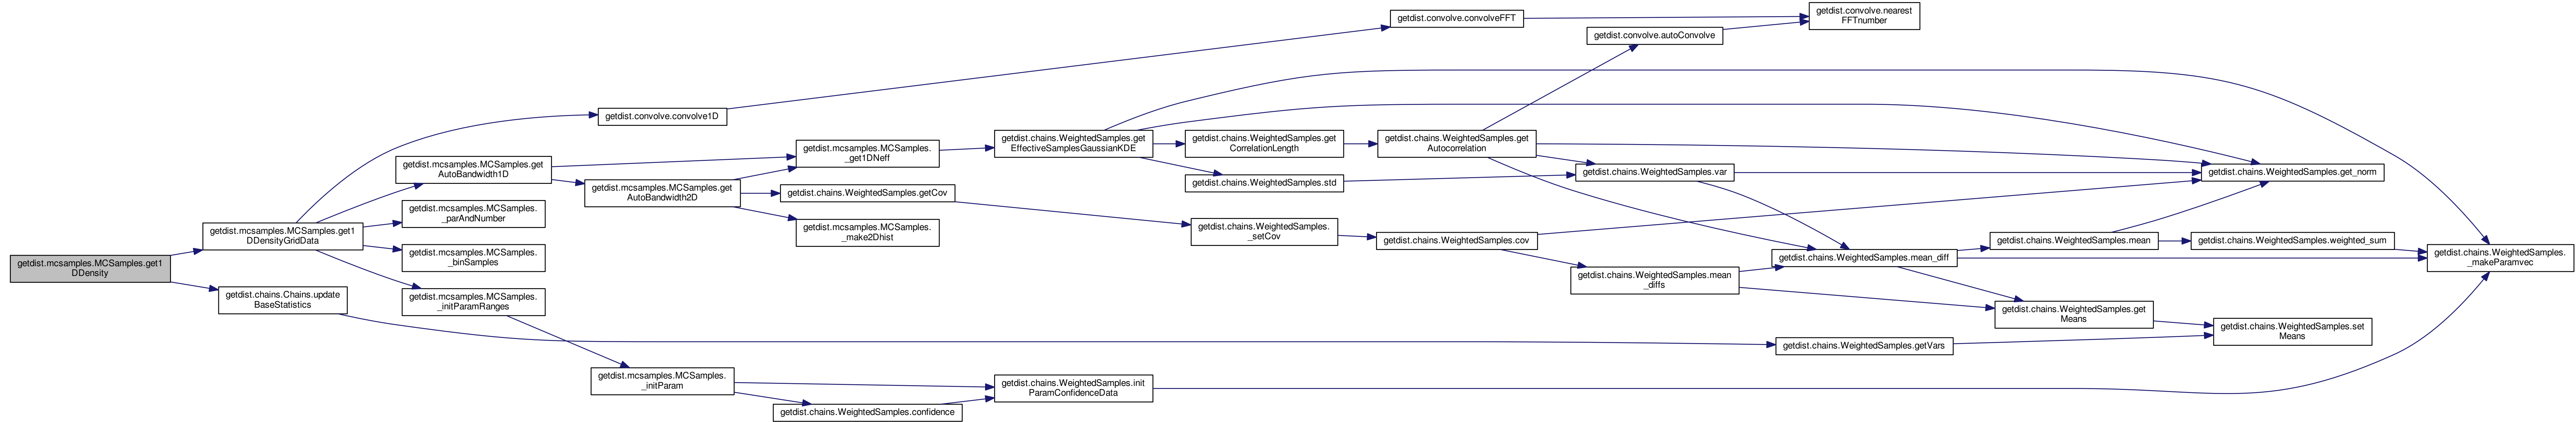 getdist.mcsamples.MCSamples.get1
DDensity
getdist.mcsamples.MCSamples.get1
DDensityGridData
getdist.chains.Chains.update
BaseStatistics
getdist.convolve.convolve1D
getdist.mcsamples.MCSamples.get
AutoBandwidth1D
getdist.mcsamples.MCSamples.
_parAndNumber
getdist.mcsamples.MCSamples.
_binSamples
getdist.mcsamples.MCSamples.
_initParamRanges
getdist.mcsamples.MCSamples.get
AutoBandwidth2D
getdist.mcsamples.MCSamples.
_initParam
getdist.mcsamples.MCSamples.
_get1DNeff
getdist.chains.WeightedSamples.getCov
getdist.mcsamples.MCSamples.
_make2Dhist
getdist.chains.WeightedSamples.confidence
getdist.chains.WeightedSamples.get
EffectiveSamplesGaussianKDE
getdist.chains.WeightedSamples.init
ParamConfidenceData
getdist.chains.WeightedSamples.get
CorrelationLength
getdist.chains.WeightedSamples.std
getdist.chains.WeightedSamples.
_setCov
getdist.convolve.convolveFFT
getdist.chains.WeightedSamples.get
Autocorrelation
getdist.chains.WeightedSamples.cov
getdist.convolve.autoConvolve
getdist.chains.WeightedSamples.var
getdist.chains.WeightedSamples.mean
_diffs
getdist.convolve.nearest
FFTnumber
getdist.chains.WeightedSamples.mean_diff
getdist.chains.WeightedSamples.getVars
getdist.chains.WeightedSamples.mean
getdist.chains.WeightedSamples.get
Means
getdist.chains.WeightedSamples.get_norm
getdist.chains.WeightedSamples.weighted_sum
getdist.chains.WeightedSamples.set
Means
getdist.chains.WeightedSamples.
_makeParamvec